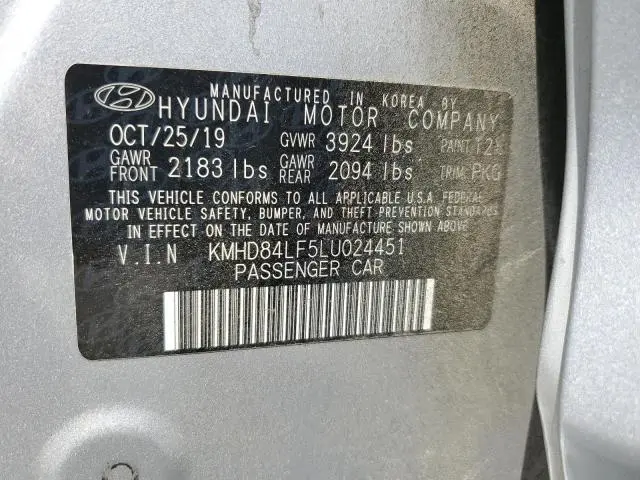 MANUFACTURED IN KOREA BY
HYUNDAI MOTOR COMPANY
OCT/25/19 GVWR 3924 lbs PAINT
GAWR FRONT 2183 lbs GAWR REAR 2094 lbs TRIM: PKG
THIS VEHICLE CONFORMS TO ALL APPLICABLE U.S.A. FEDERAL
MOTOR VEHICLE SAFETY, BUMPER, AND THEFT PREVENTION STANDARDS
IN EFFECT ON THE DATE OF MANUFACTURE SHOWN ABOVE.
V.I.N KMHD84LF5LU024451
PASSENGER CAR